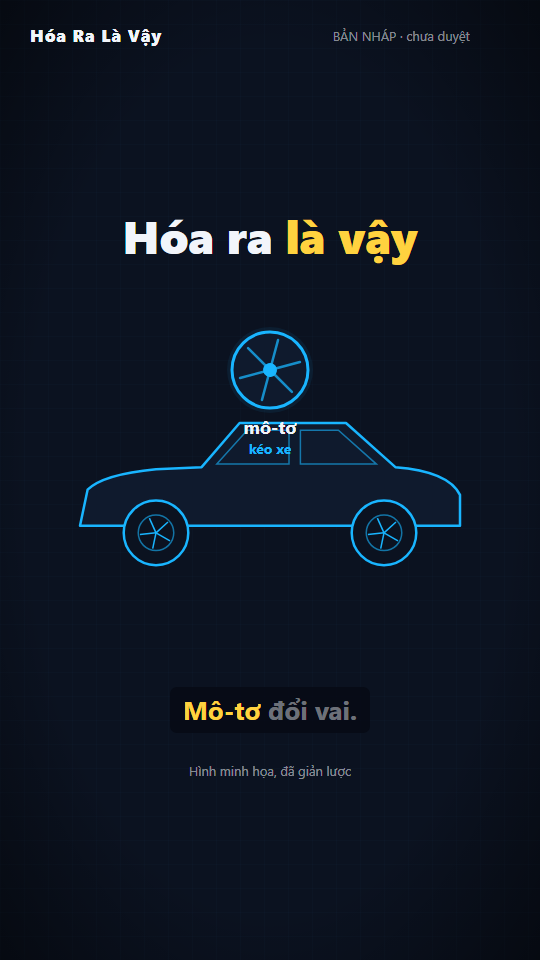 Hóa Ra Là Vậy
BẢN NHÁP · chưa duyệt
Hóa ra là vậy
mô-tơ
kéo xe
Mô-tơ đổi vai.
Hình minh họa, đã giản lược